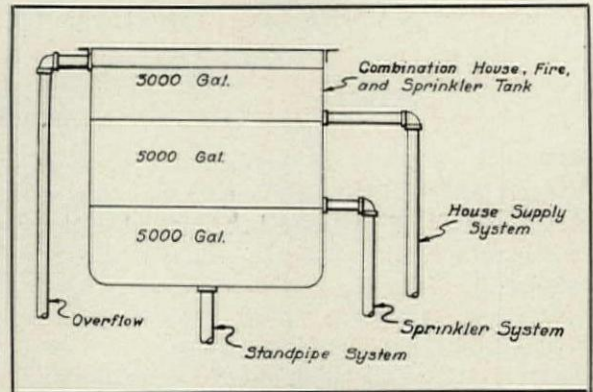 5000 Gal.
Combination House, Fire,
and Sprinkler Tank
5000 Gal.
House Supply
System
5000 Gal.
Overflow
Sprinkler System
Standpipe System